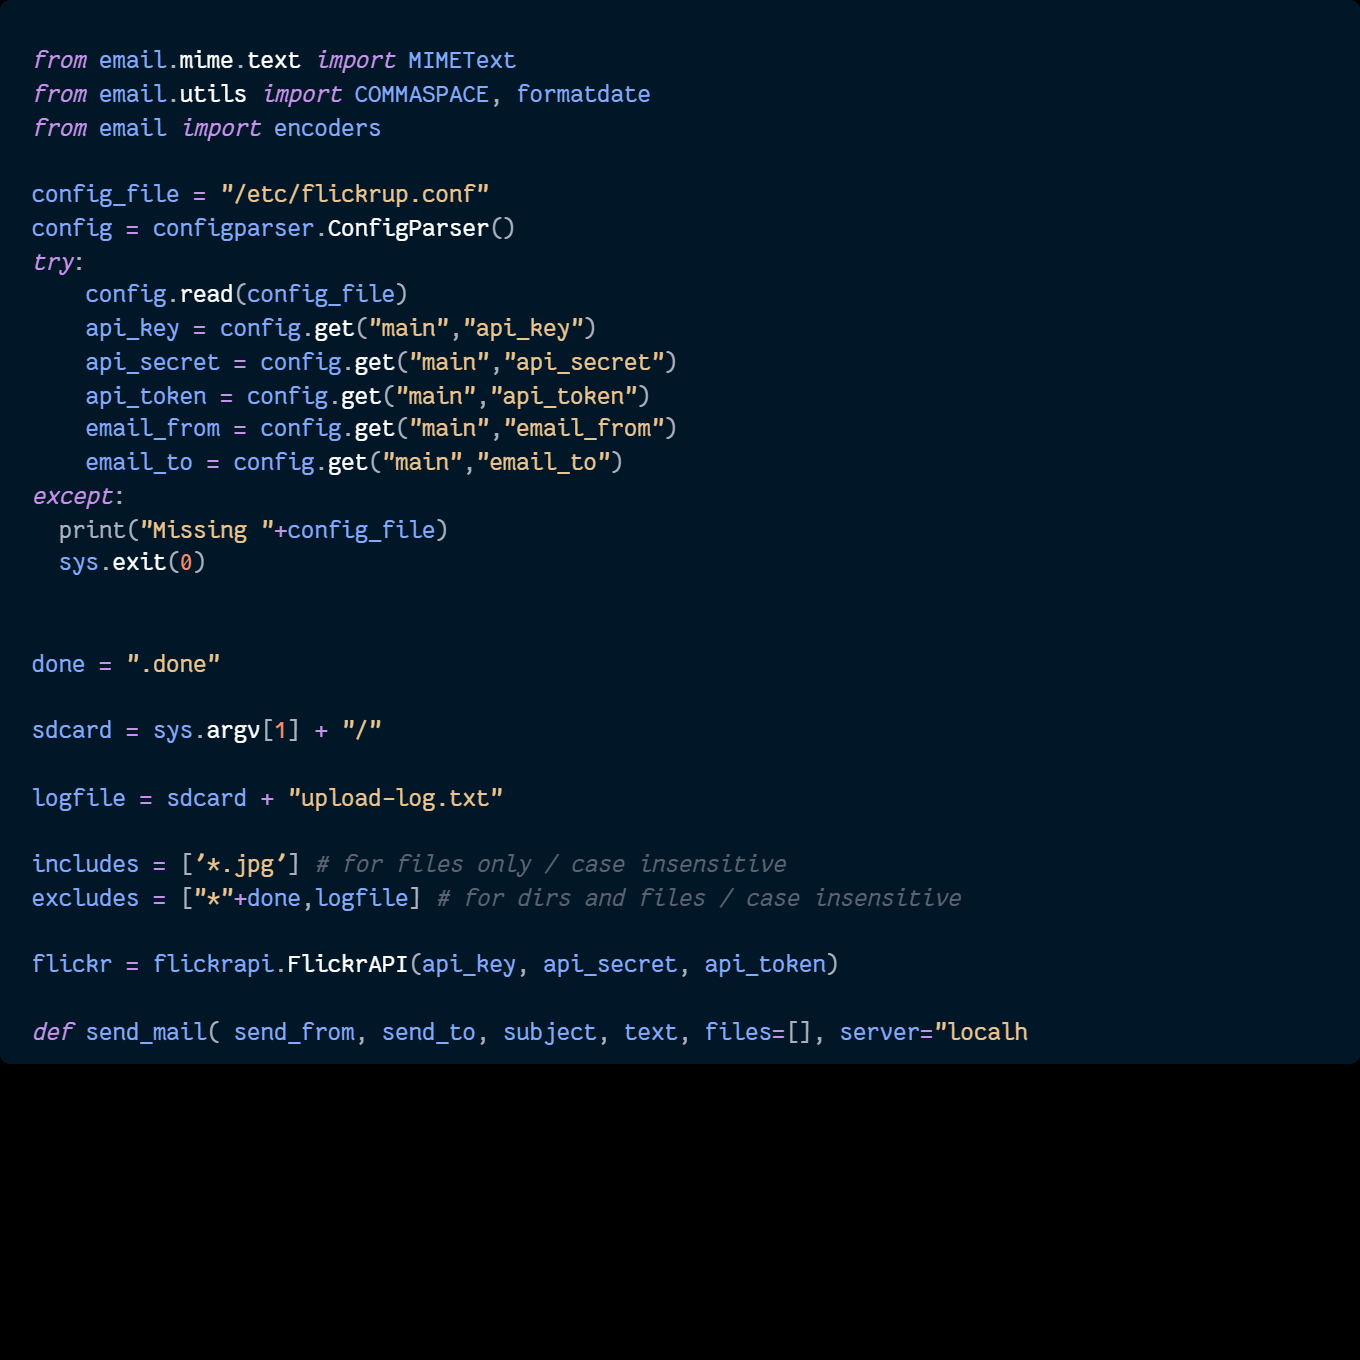 from email.mime.text import MIMEText
from email.utils import COMMASPACE, formatdate
from email import encoders

config_file = "/etc/flickrup.conf"
config = configparser.ConfigParser()
try:
    config.read(config_file)
    api_key = config.get("main","api_key")
    api_secret = config.get("main","api_secret")
    api_token = config.get("main","api_token")
    email_from = config.get("main","email_from")
    email_to = config.get("main","email_to")
except:
  print("Missing "+config_file)
  sys.exit(0)


done = ".done"

sdcard = sys.argv[1] + "/"

logfile = sdcard + "upload-log.txt"

includes = ['*.jpg'] # for files only / case insensitive
excludes = ["*"+done,logfile] # for dirs and files / case insensitive

flickr = flickrapi.FlickrAPI(api_key, api_secret, api_token)

def send_mail( send_from, send_to, subject, text, files=[], server="localh